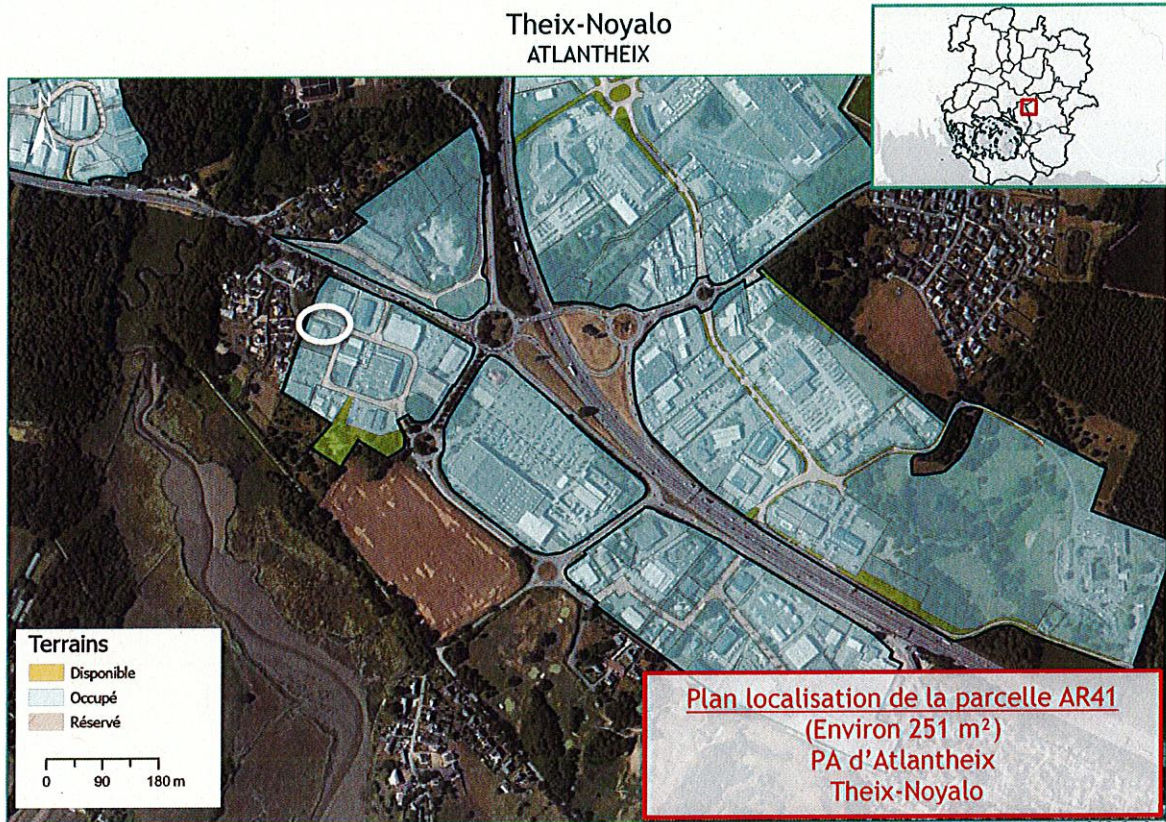 Theix-Noyalo
ATLANTHEIX
Terrains
Disponible
Occupé
Réservé
0 90 180 m
Plan localisation de la parcelle AR41
(Environ 251 m²)
PA d'Atlantheix
Theix-Noyalo